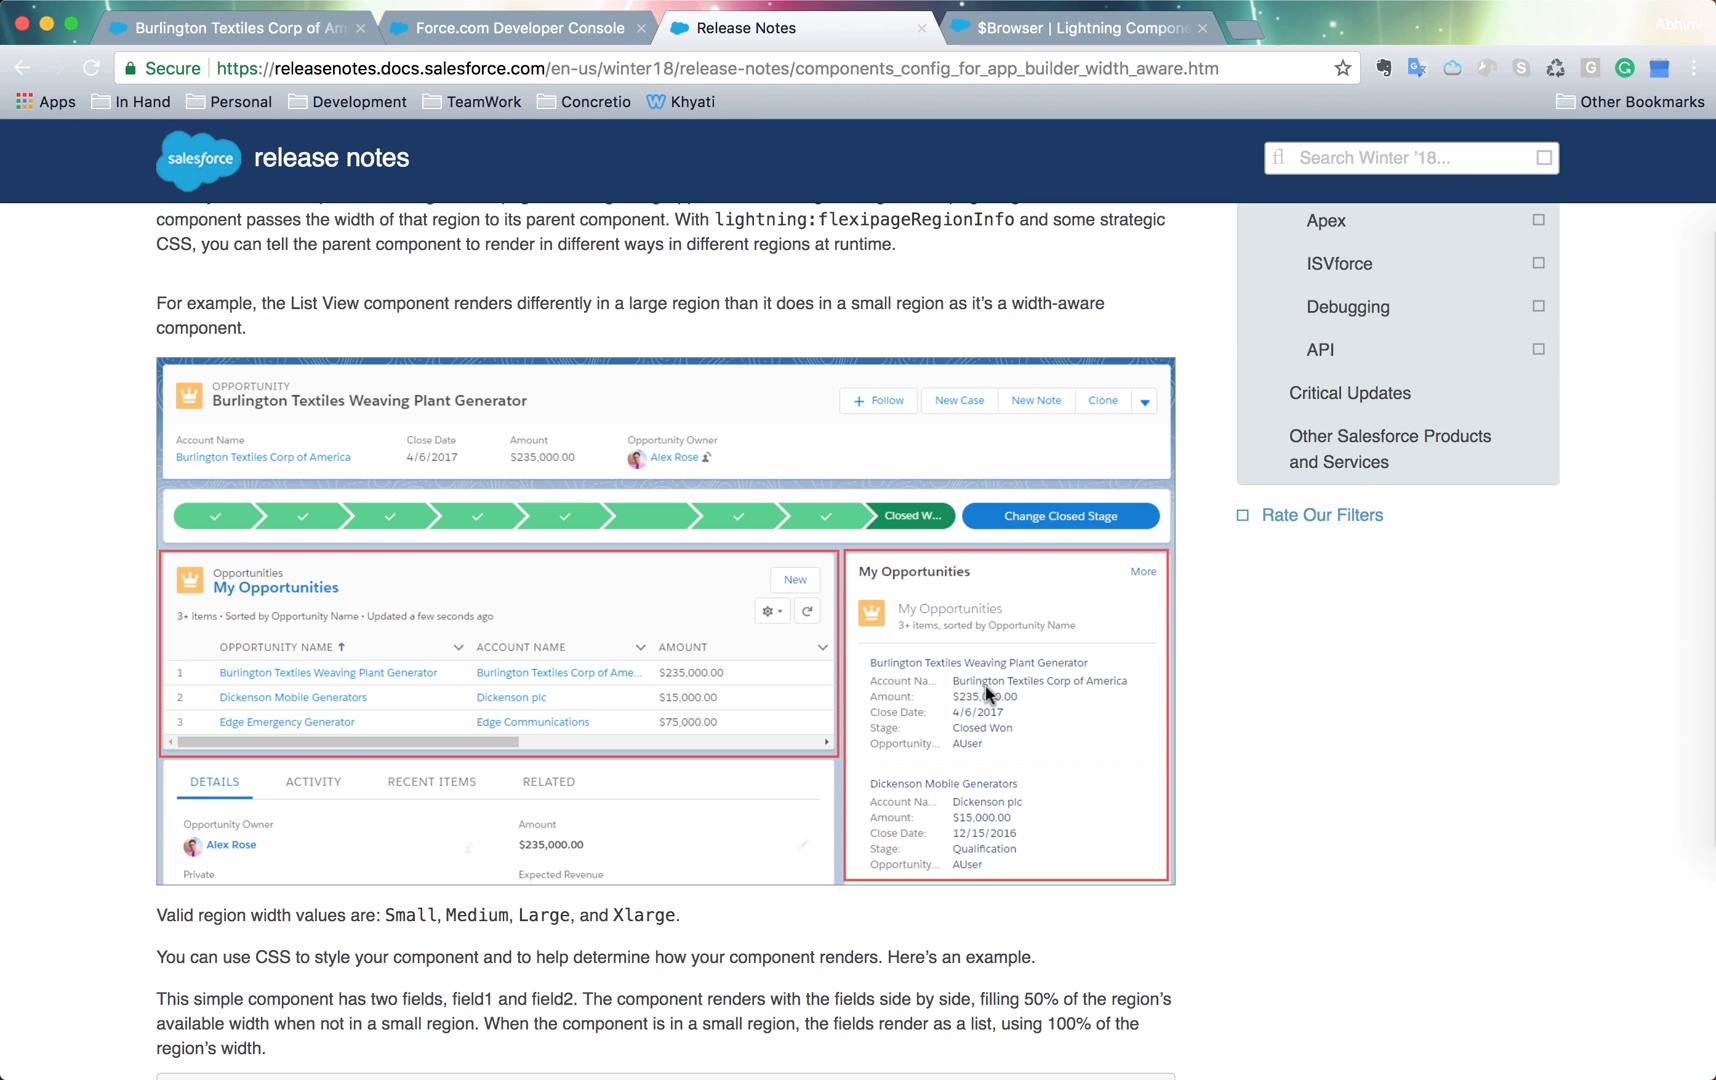 Burlington Textiles Corp of Am
Force.com Developer Console
Release Notes
$Browser | Lightning Compone
Abhinv
Secure
https://releasenotes.docs.salesforce.com/en-us/winter18/release-notes/components_config_for_app_builder_width_aware.htm
Apps
In Hand
Personal
Development
TeamWork
Concretio
Khyati
Other Bookmarks
salesforce
release notes
Search Winter '18...
component passes the width of that region to its parent component. With lightning:flexipageRegionInfo and some strategic
CSS, you can tell the parent component to render in different ways in different regions at runtime.
For example, the List View component renders differently in a large region than it does in a small region as it's a width-aware
component.
OPPORTUNITY
Burlington Textiles Weaving Plant Generator
+ Follow
New Case
New Note
Clone
Account Name
Close Date
Amount
Opportunity Owner
Burlington Textiles Corp of America
4/6/2017
$235,000.00
Alex Rose
Closed W...
Change Closed Stage
Opportunities
My Opportunities
New
3+ items • Sorted by Opportunity Name • Updated a few seconds ago
OPPORTUNITY NAME ↑
ACCOUNT NAME
AMOUNT
1 Burlington Textiles Weaving Plant Generator Burlington Textiles Corp of Ame... $235,000.00
2 Dickenson Mobile Generators Dickenson plc $15,000.00
3 Edge Emergency Generator Edge Communications $75,000.00
DETAILS
ACTIVITY
RECENT ITEMS
RELATED
Opportunity Owner
Amount
Alex Rose
$235,000.00
Private
Expected Revenue
My Opportunities
More
My Opportunities
3+ items, sorted by Opportunity Name
Burlington Textiles Weaving Plant Generator
Account Na... Burlington Textiles Corp of America
Amount: $235,000.00
Close Date: 4/6/2017
Stage: Closed Won
Opportunity... AUser
Dickenson Mobile Generators
Account Na... Dickenson plc
Amount: $15,000.00
Close Date: 12/15/2016
Stage: Qualification
Opportunity... AUser
Valid region width values are: Small, Medium, Large, and Xlarge.
You can use CSS to style your component and to help determine how your component renders. Here's an example.
This simple component has two fields, field1 and field2. The component renders with the fields side by side, filling 50% of the region's
available width when not in a small region. When the component is in a small region, the fields render as a list, using 100% of the
region's width.
Apex
ISVforce
Debugging
API
Critical Updates
Other Salesforce Products
and Services
Rate Our Filters